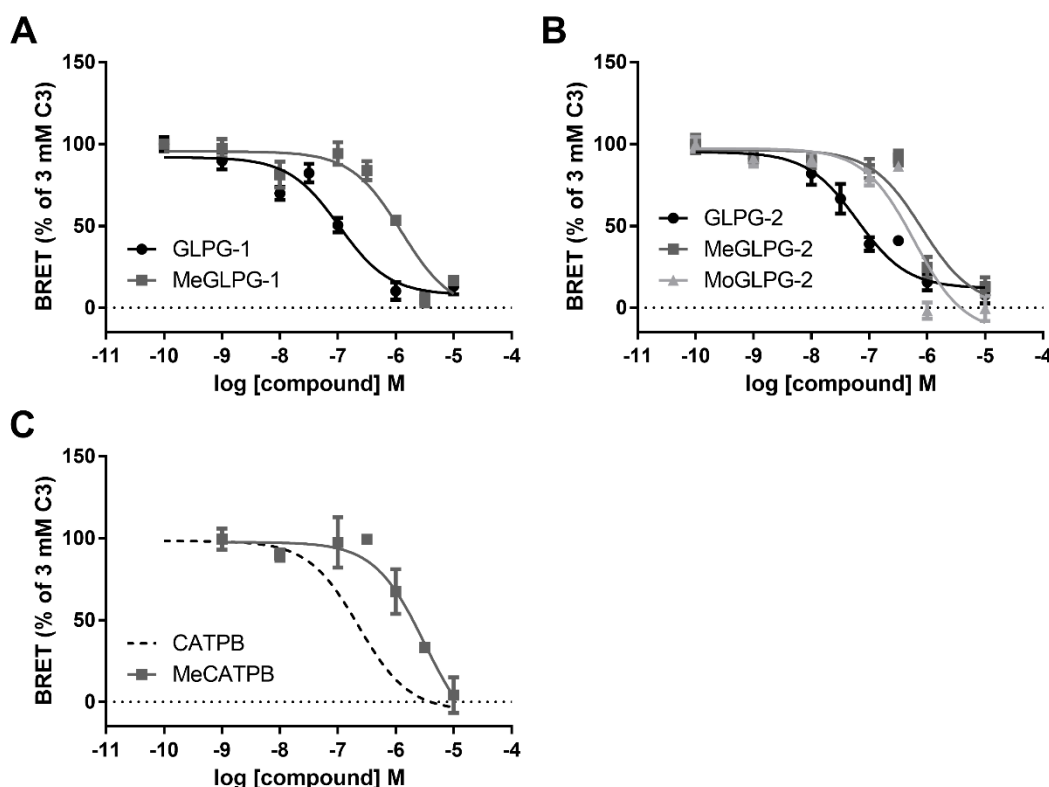 A
BRET (% of 3 mM C3)
150
100
50
0
GLPG-1
MeGLPG-1
-11 -10 -9 -8 -7 -6 -5 -4
log [compound] M
B
BRET (% of 3 mM C3)
150
100
50
0
GLPG-2
MeGLPG-2
MoGLPG-2
-11 -10 -9 -8 -7 -6 -5 -4
log [compound] M
C
BRET (% of 3 mM C3)
150
100
50
0
CATPB
MeCATPB
-11 -10 -9 -8 -7 -6 -5 -4
log [compound] M